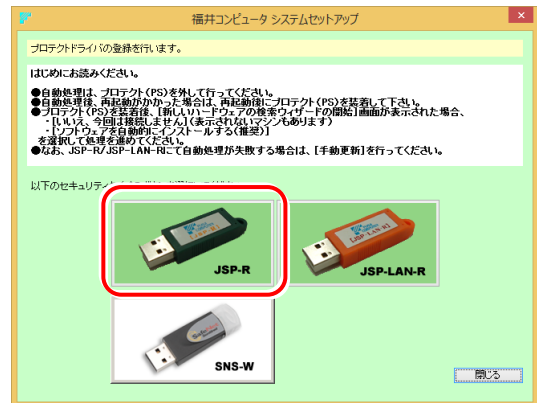 福井コンピュータ システムセットアップ
プロテクトドライバの登録を行います。
はじめにお読みください。
●自動処理は、プロテクト(PS)を外して行ってください。
●自動処理後、再起動がかかった場合は、再起動後にプロテクト(PS)を装着して下さい。
●プロテクト(PS)を装着後、[新しいハードウェアの検索ウィザードの開始]画面が表示された場合、
・[いいえ、今回は接続しません](表示されないマシンもあります)
・[ソフトウェアを自動的にインストールする(推奨)]
を選択して処理を進めてください。
●なお、JSP-R/JSP-LAN-Rにて自動処理が失敗する場合は、[手動更新]を行ってください。
以下のセキュリティ
[JSP-R]
JSP-R
[JSP-LAN-R]
JSP-LAN-R
SNS-W
閉じる